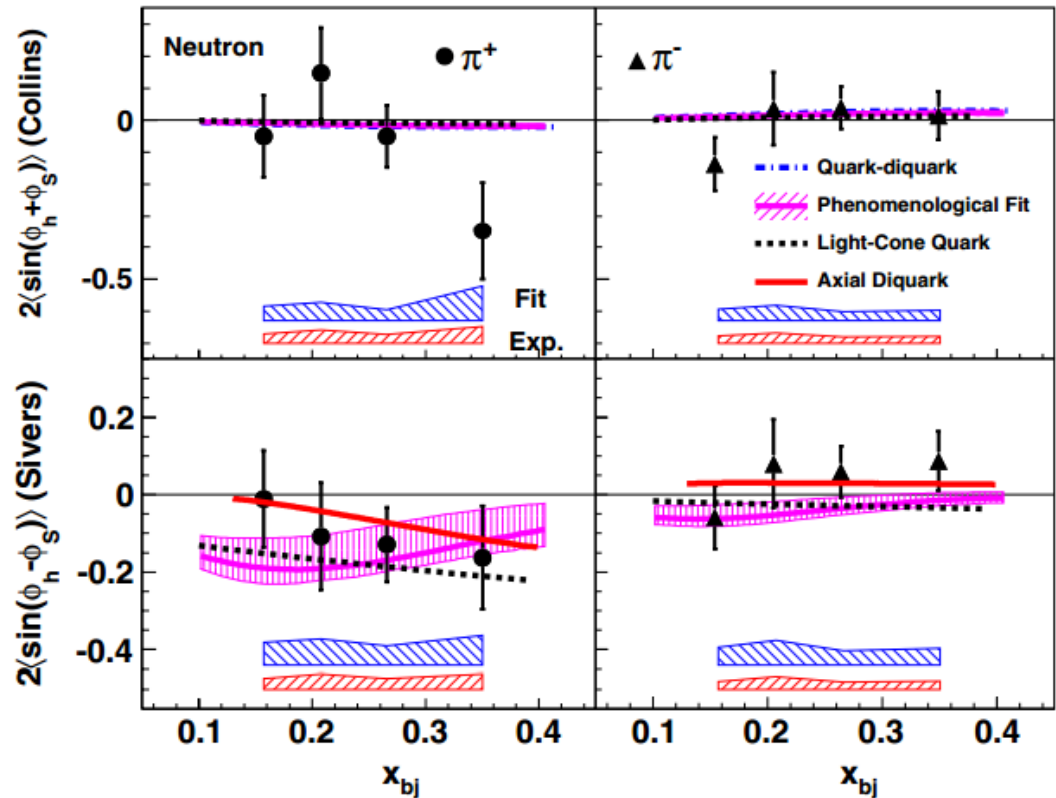 2⟨sin(ϕh+ϕS)⟩ (Collins)
Neutron
π+
0
-0.5
Fit
Exp.
π-
Quark-diquark
Phenomenological Fit
Light-Cone Quark
Axial Diquark
2⟨sin(ϕh-ϕS)⟩ (Sivers)
0.2
0
-0.2
-0.4
0.1 0.2 0.3 0.4 0.1 0.2 0.3 0.4
xbj xbj